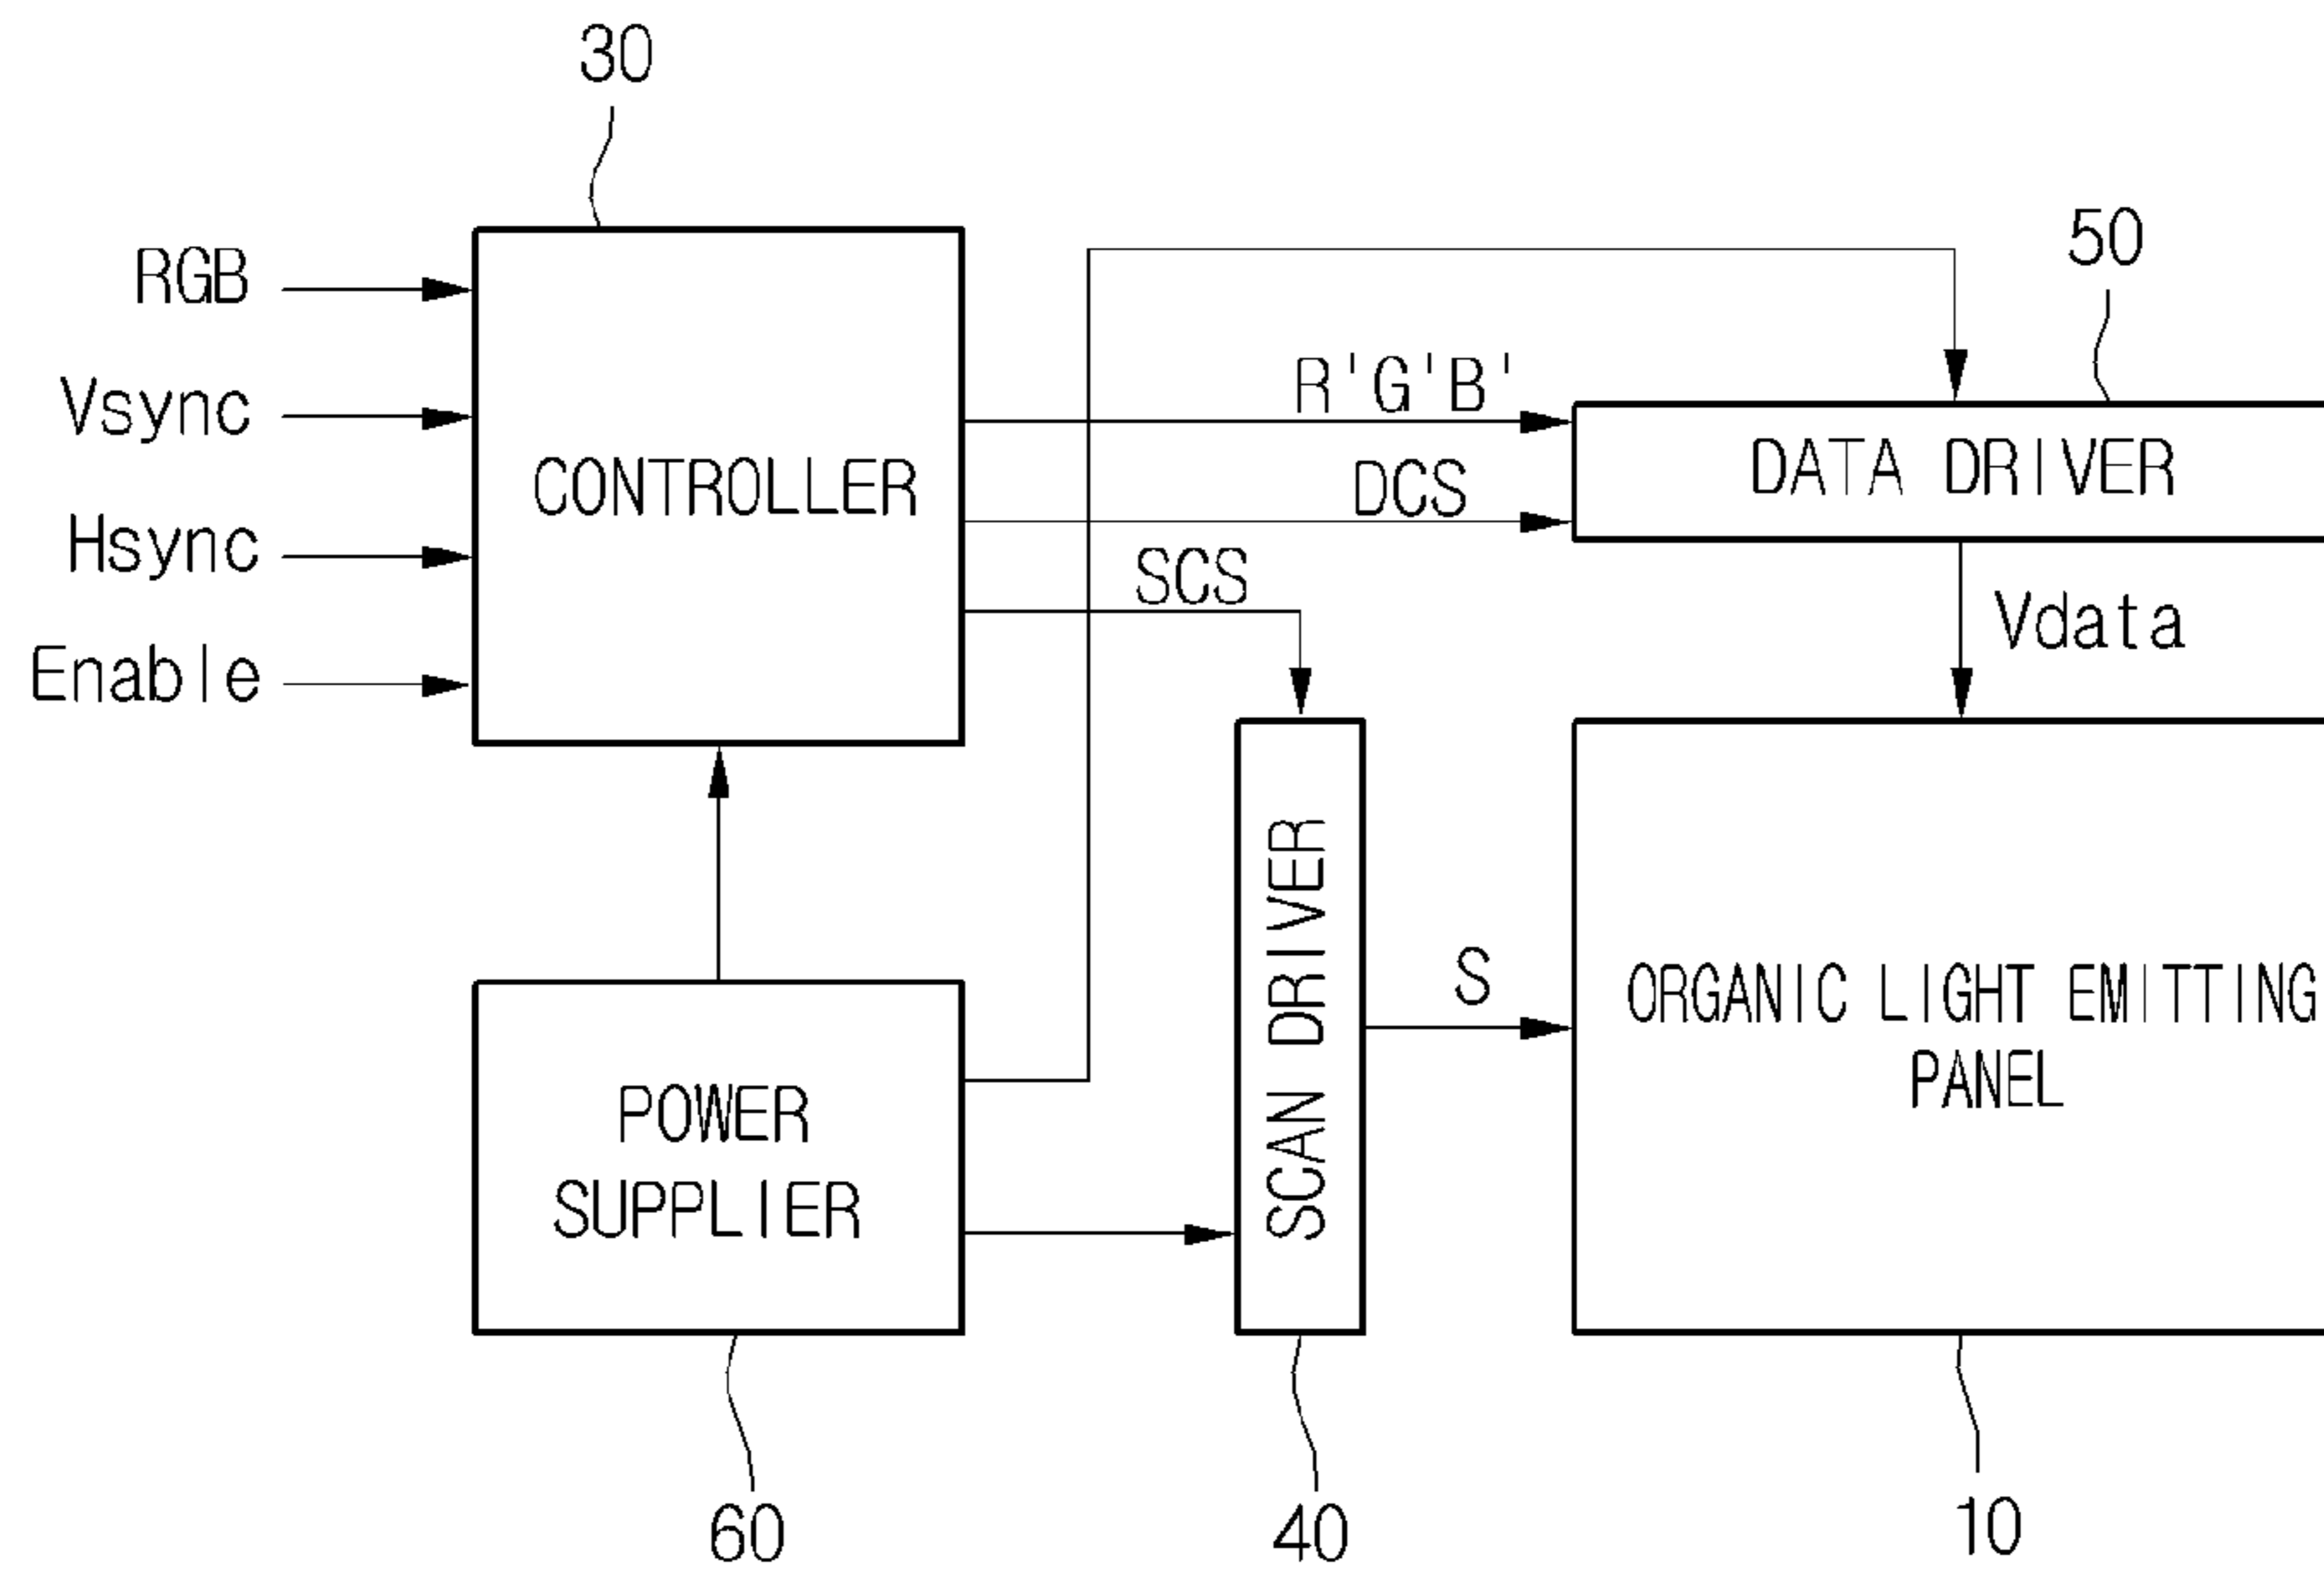 30
RGB
Vsync
Hsync
Enable
CONTROLLER
R'G'B'
DCS
SCS
50
DATA DRIVER
Vdata
SCAN DRIVER
S
ORGANIC LIGHT EMITTING
PANEL
POWER
SUPPLIER
60
40
10